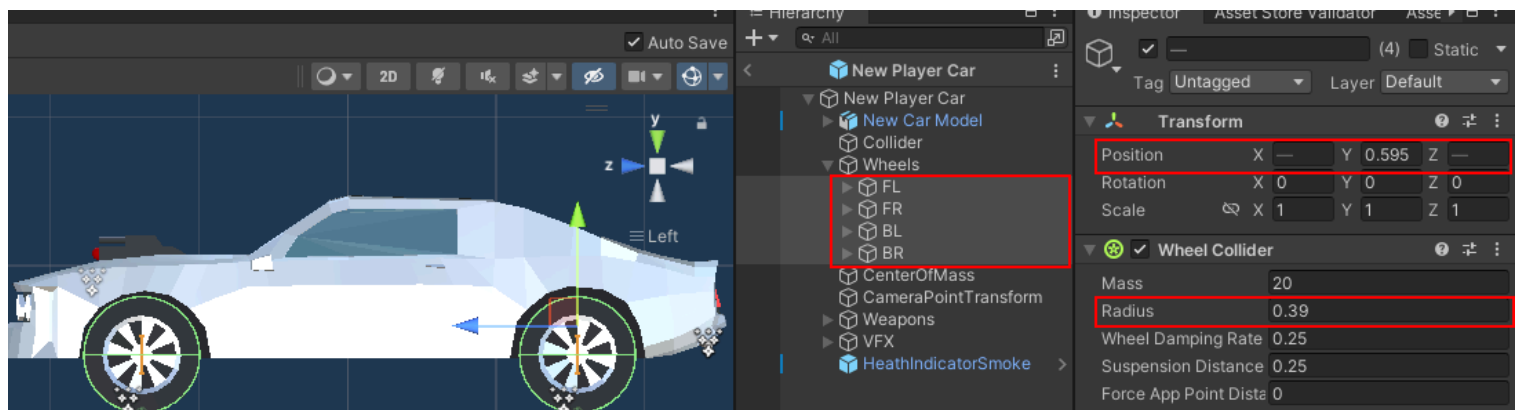 Hierarchy
Inspector Asset Store Validator Asse
Auto Save
All
— (4) Static
2D
New Player Car
Tag Untagged Layer Default
New Player Car
New Car Model
Transform
y
Collider
Position X — Y 0.595 Z —
z
Wheels
FL
Rotation X 0 Y 0 Z 0
FR
Scale X 1 Y 1 Z 1
Left
BL
BR
Wheel Collider
CenterOfMass
Mass 20
CameraPointTransform
Radius 0.39
Weapons
Wheel Damping Rate 0.25
VFX
Suspension Distance 0.25
HeathIndicatorSmoke
Force App Point Dista 0